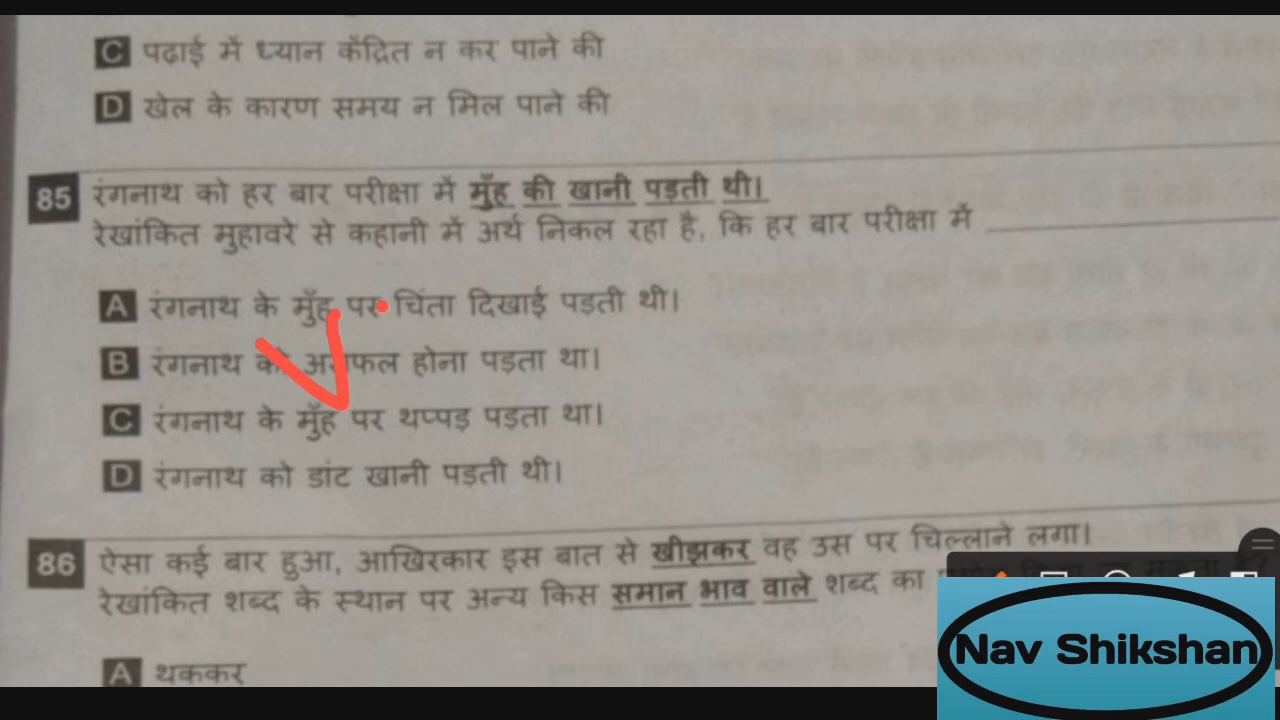 C पढ़ाई में ध्यान केंद्रित न कर पाने की
D खेल के कारण समय न मिल पाने की
85 रंगनाथ को हर बार परीक्षा में मुँह की खानी पड़ती थी।
रेखांकित मुहावरे से कहानी में अर्थ निकल रहा है, कि हर बार परीक्षा में
A रंगनाथ के मुँह पर चिंता दिखाई पड़ती थी।
B रंगनाथ को असफल होना पड़ता था।
C रंगनाथ के मुँह पर थप्पड़ पड़ता था।
D रंगनाथ को डांट खानी पड़ती थी।
86 ऐसा कई बार हुआ, आखिरकार इस बात से खीझकर वह उस पर चिल्लाने लगा।
रेखांकित शब्द के स्थान पर अन्य किस समान भाव वाले शब्द का
A थककर
Nav Shikshan